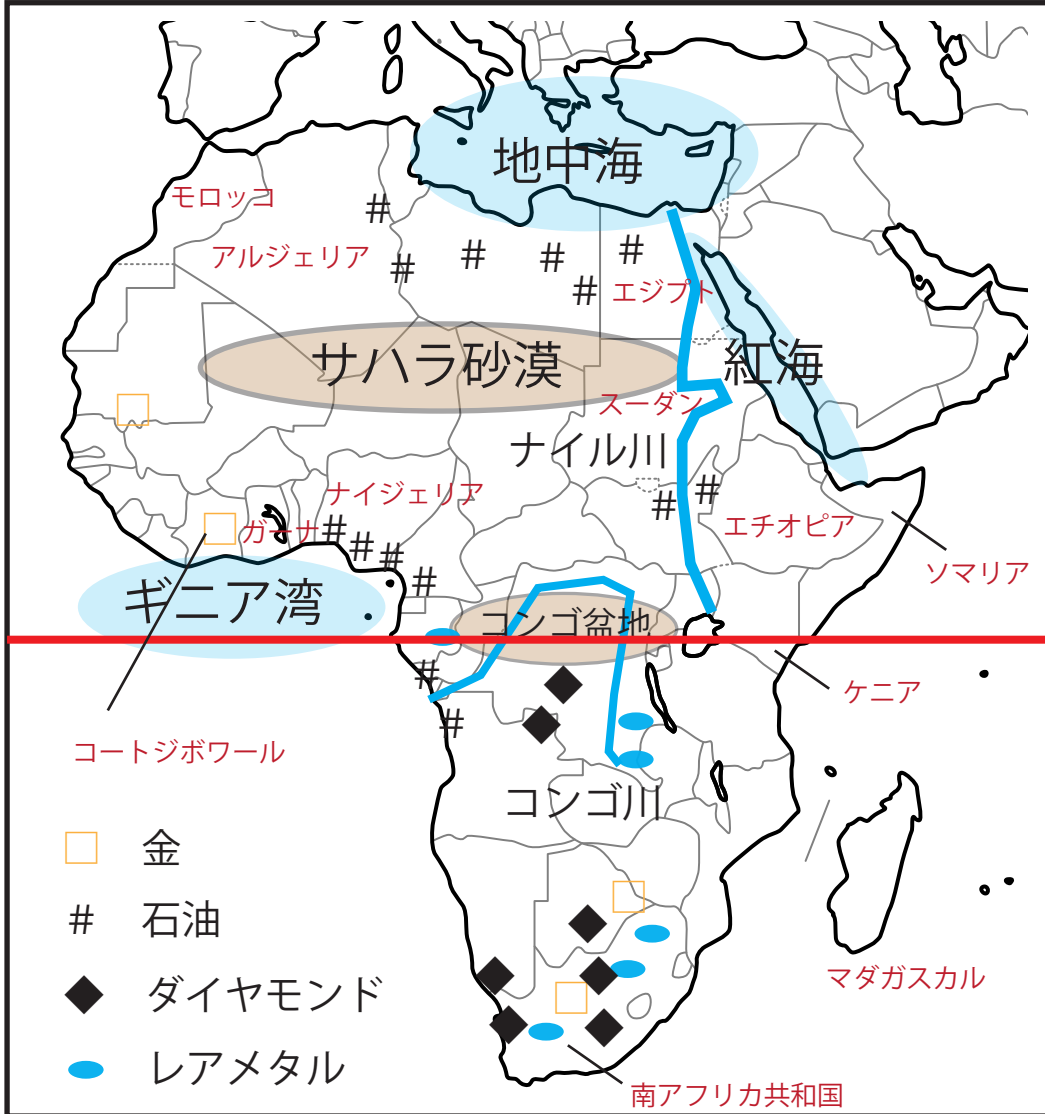 地中海
モロッコ
#
アルジェリア
#
#
#
#
#
エジプト
サハラ砂漠
紅海
スーダン
ナイル川
ナイジェリア
#
#
ガーナ
#
#
#
#
エチオピア
ソマリア
ギニア湾
コンゴ盆地
#
ケニア
#
コートジボワール
コンゴ川
マダガスカル
南アフリカ共和国
金
# 石油
ダイヤモンド
レアメタル